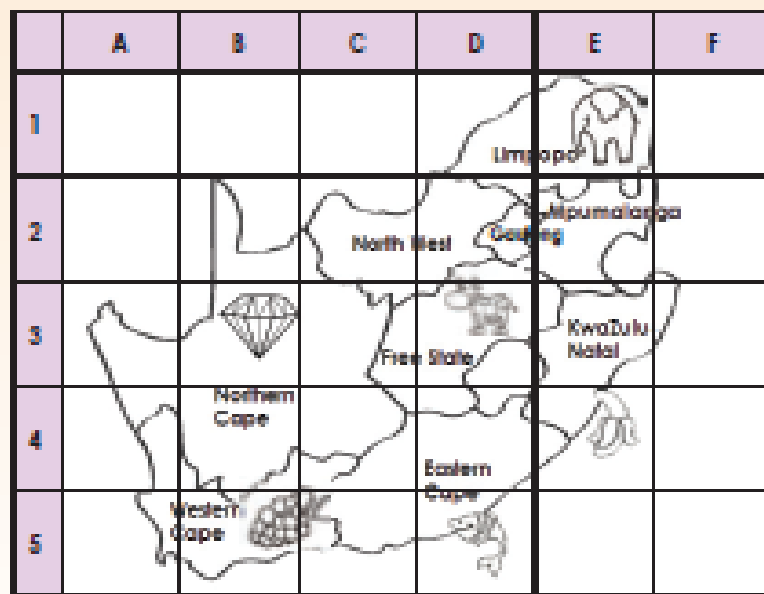 A B C D E F
1
Limpopo
2
Mpumalanga
North West
Gauteng
3
KwaZulu
Natal
Free State
4
Northern
Cape
Eastern
Cape
5
Western
Cape